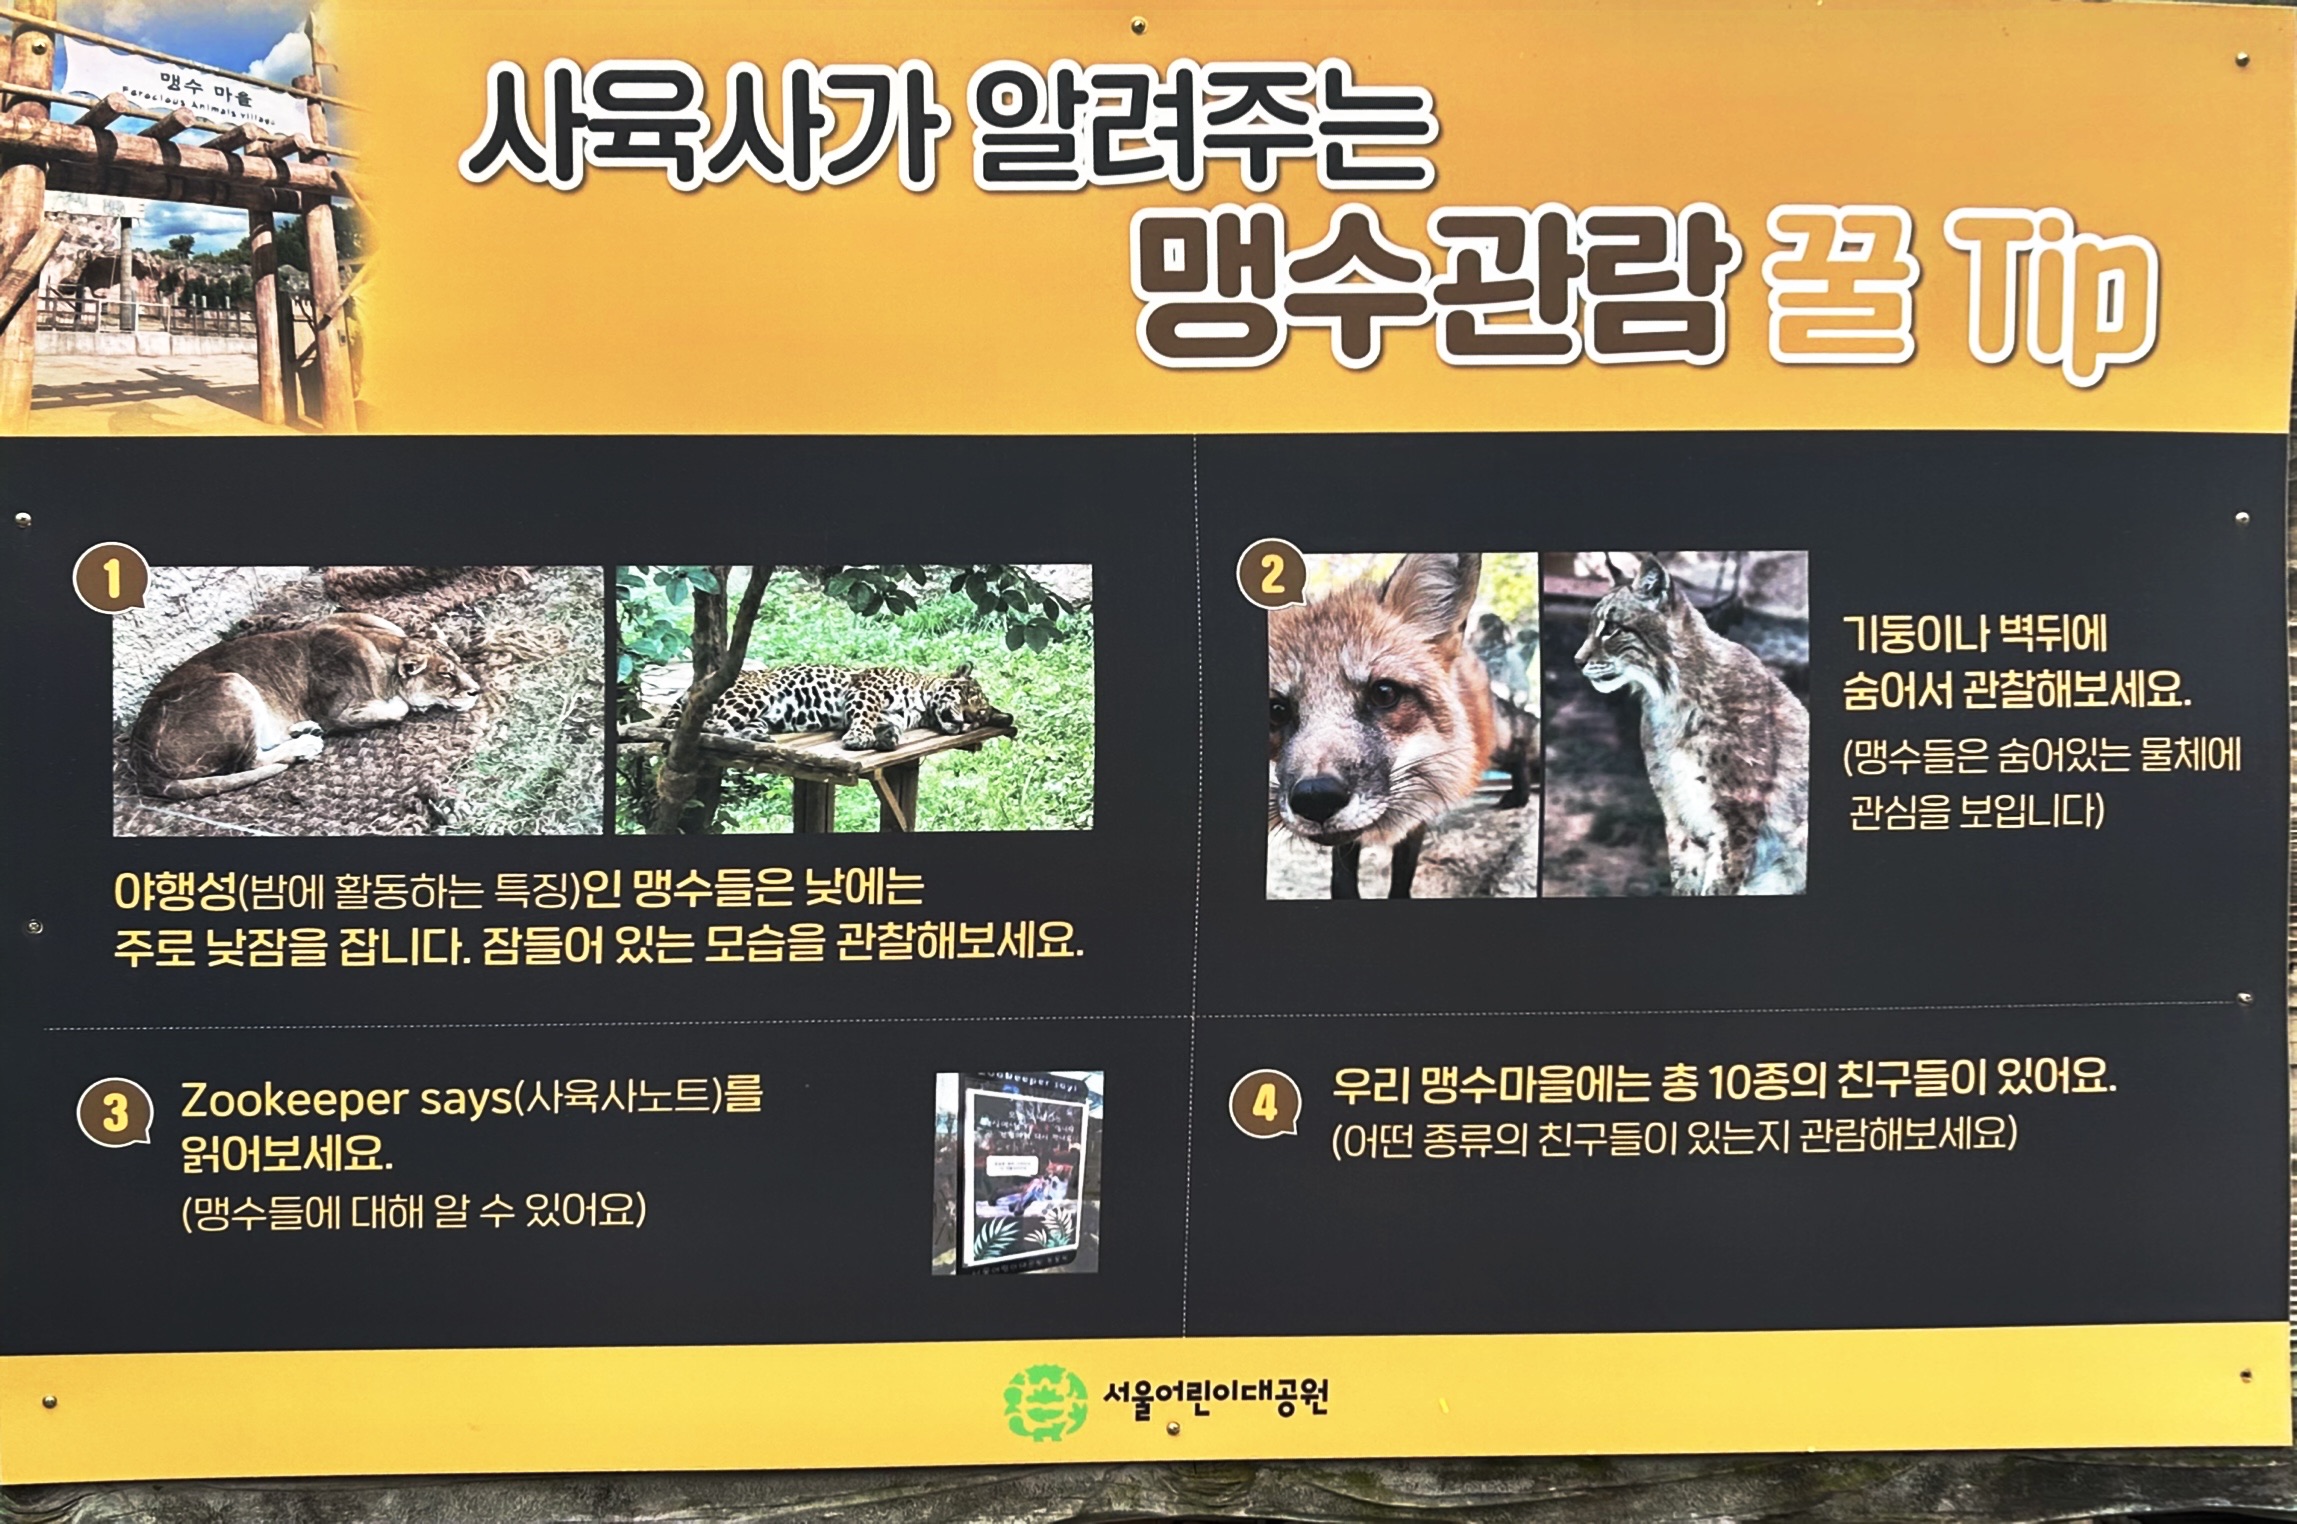 맹수 마을
Ferocious Animals Village
사육사가 알려주는
맹수관람 꿀 Tip
1
야행성(밤에 활동하는 특징)인 맹수들은 낮에는
주로 낮잠을 잡니다. 잠들어 있는 모습을 관찰해보세요.
2
기둥이나 벽뒤에
숨어서 관찰해보세요.
(맹수들은 숨어있는 물체에
관심을 보입니다)
3
Zookeeper says(사육사노트)를
읽어보세요.
(맹수들에 대해 알 수 있어요)
4
우리 맹수마을에는 총 10종의 친구들이 있어요.
(어떤 종류의 친구들이 있는지 관람해보세요)
서울어린이대공원